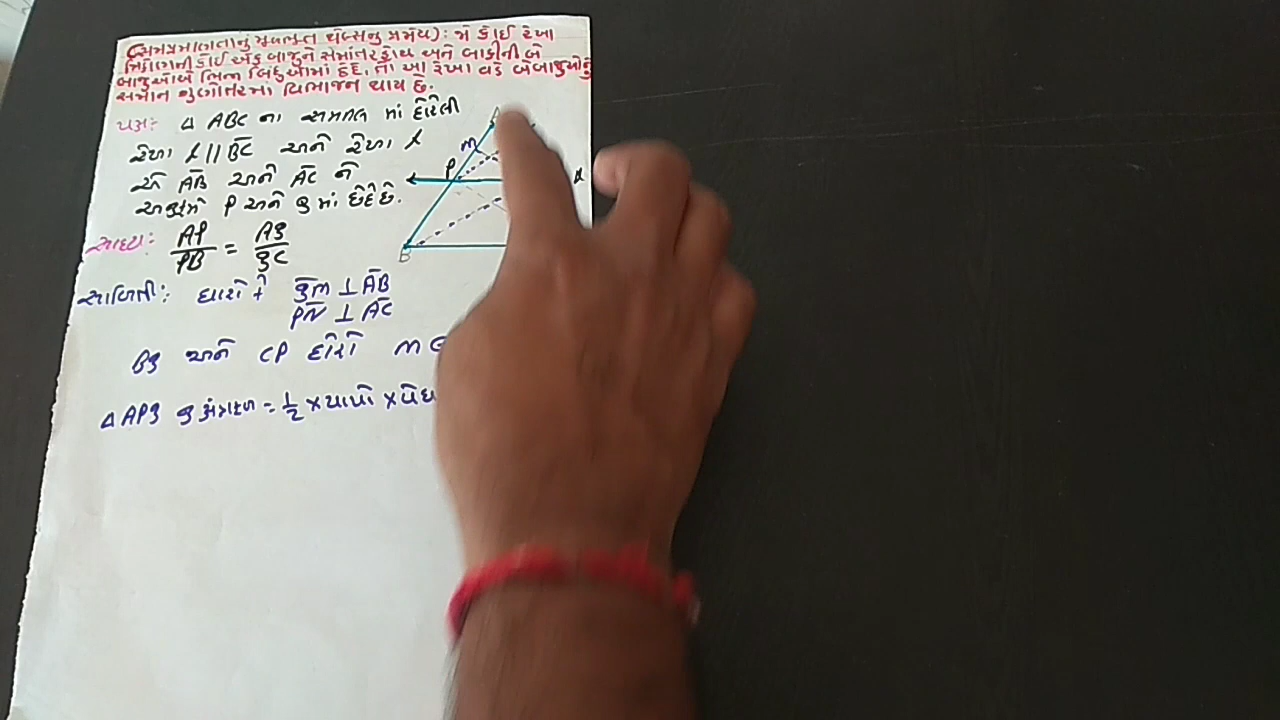 (સમપ્રમાણતાનું મૂળભૂત થેલ્સનું પ્રમેય): જો કોઈ રેખા
ત્રિકોણની કોઈ એક બાજુને સમાંતર હોય અને બાકીની બે
બાજુઓને ભિન્ન બિંદુઓમાં છેદે, તો આ રેખા વડે બે બાજુઓનું
સમાન ગુણોત્તરમાં વિભાજન થાય છે.
પક્ષ: Δ ABC ના સમતલ માં દોરેલી
રેખા l || BC અને રેખા l
એ AB અને AC ને
અનુક્રમે P અને Q માં છેદે છે.
સાધ્ય: AP/PB = AQ/QC
સાબિતી: ધારો કે QM ⊥ AB
PN ⊥ AC
BQ અને CP દોરો
Δ APQ નું ક્ષેત્રફળ = 1/2 × પાયો ×
A
M
P
l
B